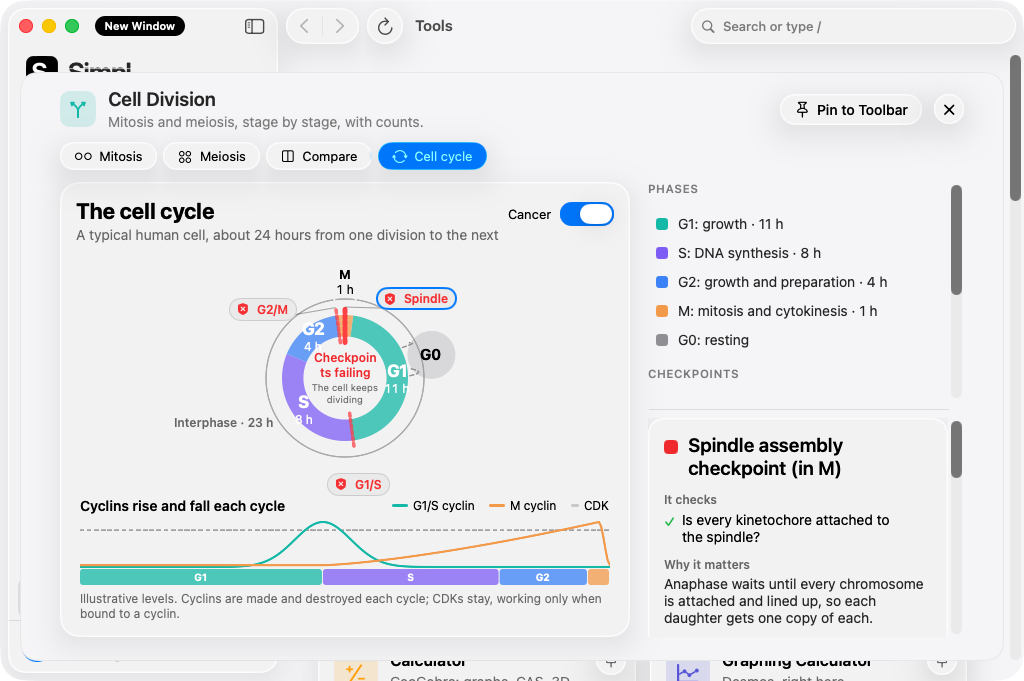 New Window
Tools
Search or type /
Simpl
Cell Division
Mitosis and meiosis, stage by stage, with counts.
Pin to Toolbar
Mitosis
Meiosis
Compare
Cell cycle
The cell cycle
A typical human cell, about 24 hours from one division to the next
Cancer
M
1 h
Spindle
G2/M
G2
4 h
G0
Checkpoin
ts failing
The cell keeps
dividing
G1
11 h
S
8 h
Interphase · 23 h
G1/S
Cyclins rise and fall each cycle
G1/S cyclin
M cyclin
CDK
G1
S
G2
Illustrative levels. Cyclins are made and destroyed each cycle; CDKs stay, working only when
bound to a cyclin.
PHASES
G1: growth · 11 h
S: DNA synthesis · 8 h
G2: growth and preparation · 4 h
M: mitosis and cytokinesis · 1 h
G0: resting
CHECKPOINTS
Spindle assembly
checkpoint (in M)
It checks
Is every kinetochore attached to
the spindle?
Why it matters
Anaphase waits until every chromosome
is attached and lined up, so each
daughter gets one copy of each.
Calculator
GeoGebra: graphs, CAS, 3D
Graphing Calculator
Desmos, right here